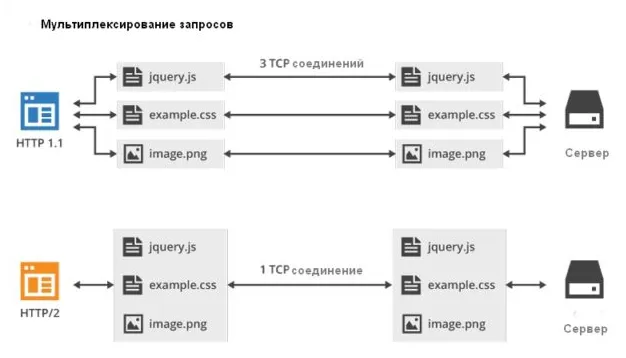 Мультиплексирование запросов
3 TCP соединений
jquery.js
jquery.js
example.css
example.css
HTTP 1.1
image.png
image.png
Сервер
jquery.js
jquery.js
1 TCP соединение
example.css
example.css
HTTP/2
image.png
image.png
Сервер